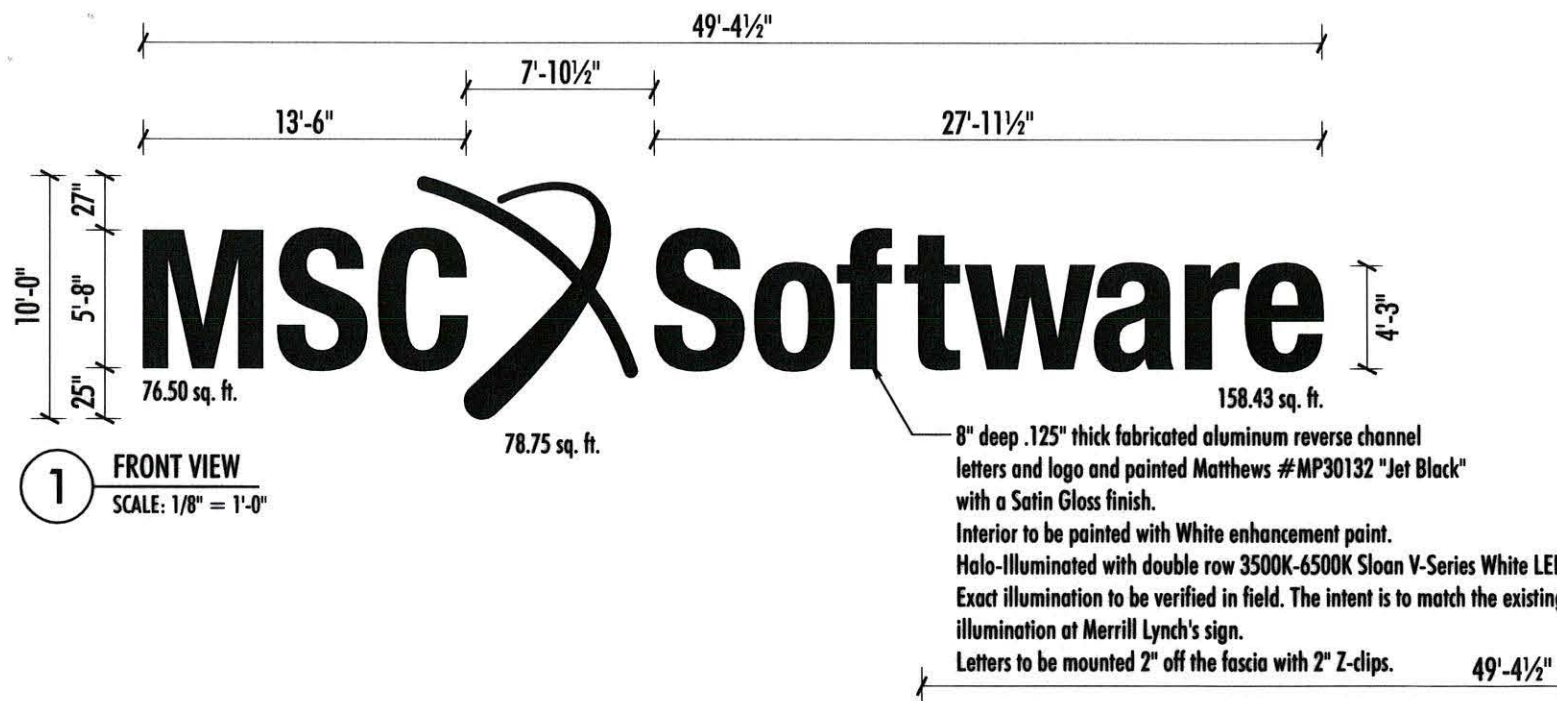 49'-4½"
7'-10½"
13'-6"
27'-11½"
10'-0"
27"
5'-8"
25"
MSC Software
4'-3"
76.50 sq. ft.
78.75 sq. ft.
158.43 sq. ft.
1
FRONT VIEW
SCALE: 1/8" = 1'-0"
8" deep .125" thick fabricated aluminum reverse channel
letters and logo and painted Matthews #MP30132 "Jet Black"
with a Satin Gloss finish.
Interior to be painted with White enhancement paint.
Halo-Illuminated with double row 3500K-6500K Sloan V-Series White LE
Exact illumination to be verified in field. The intent is to match the existing
illumination at Merrill Lynch's sign.
Letters to be mounted 2" off the fascia with 2" Z-clips.
49'-4½"